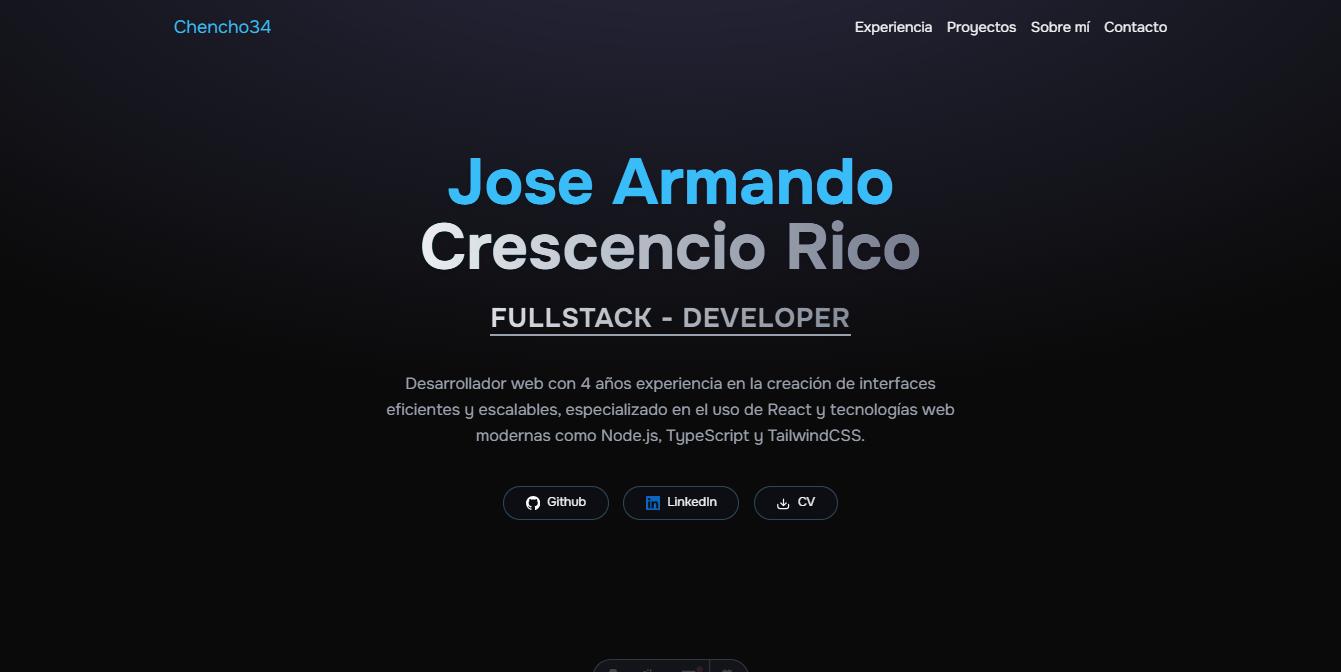 Chencho34
Experiencia Proyectos Sobre mí Contacto
Jose Armando
Crescencio Rico
FULLSTACK - DEVELOPER
Desarrollador web con 4 años experiencia en la creación de interfaces
eficientes y escalables, especializado en el uso de React y tecnologías web
modernas como Node.js, TypeScript y TailwindCSS.
Github LinkedIn CV